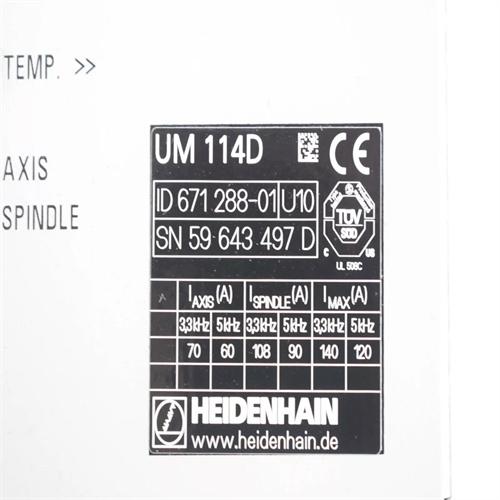 TEMP. >>
AXIS
SPINDLE
UM 114D
CE
ID 671 288-01 U10
SN 59 643 497 D
TÜV
SÜD
C US
UL 508C
A I AXIS (A) I SPINDLE (A) I MAX (A)
3,3kHz 5kHz 3,3kHz 5kHz 3,3kHz 5kHz
70 60 108 90 140 120
HEIDENHAIN
www.heidenhain.de